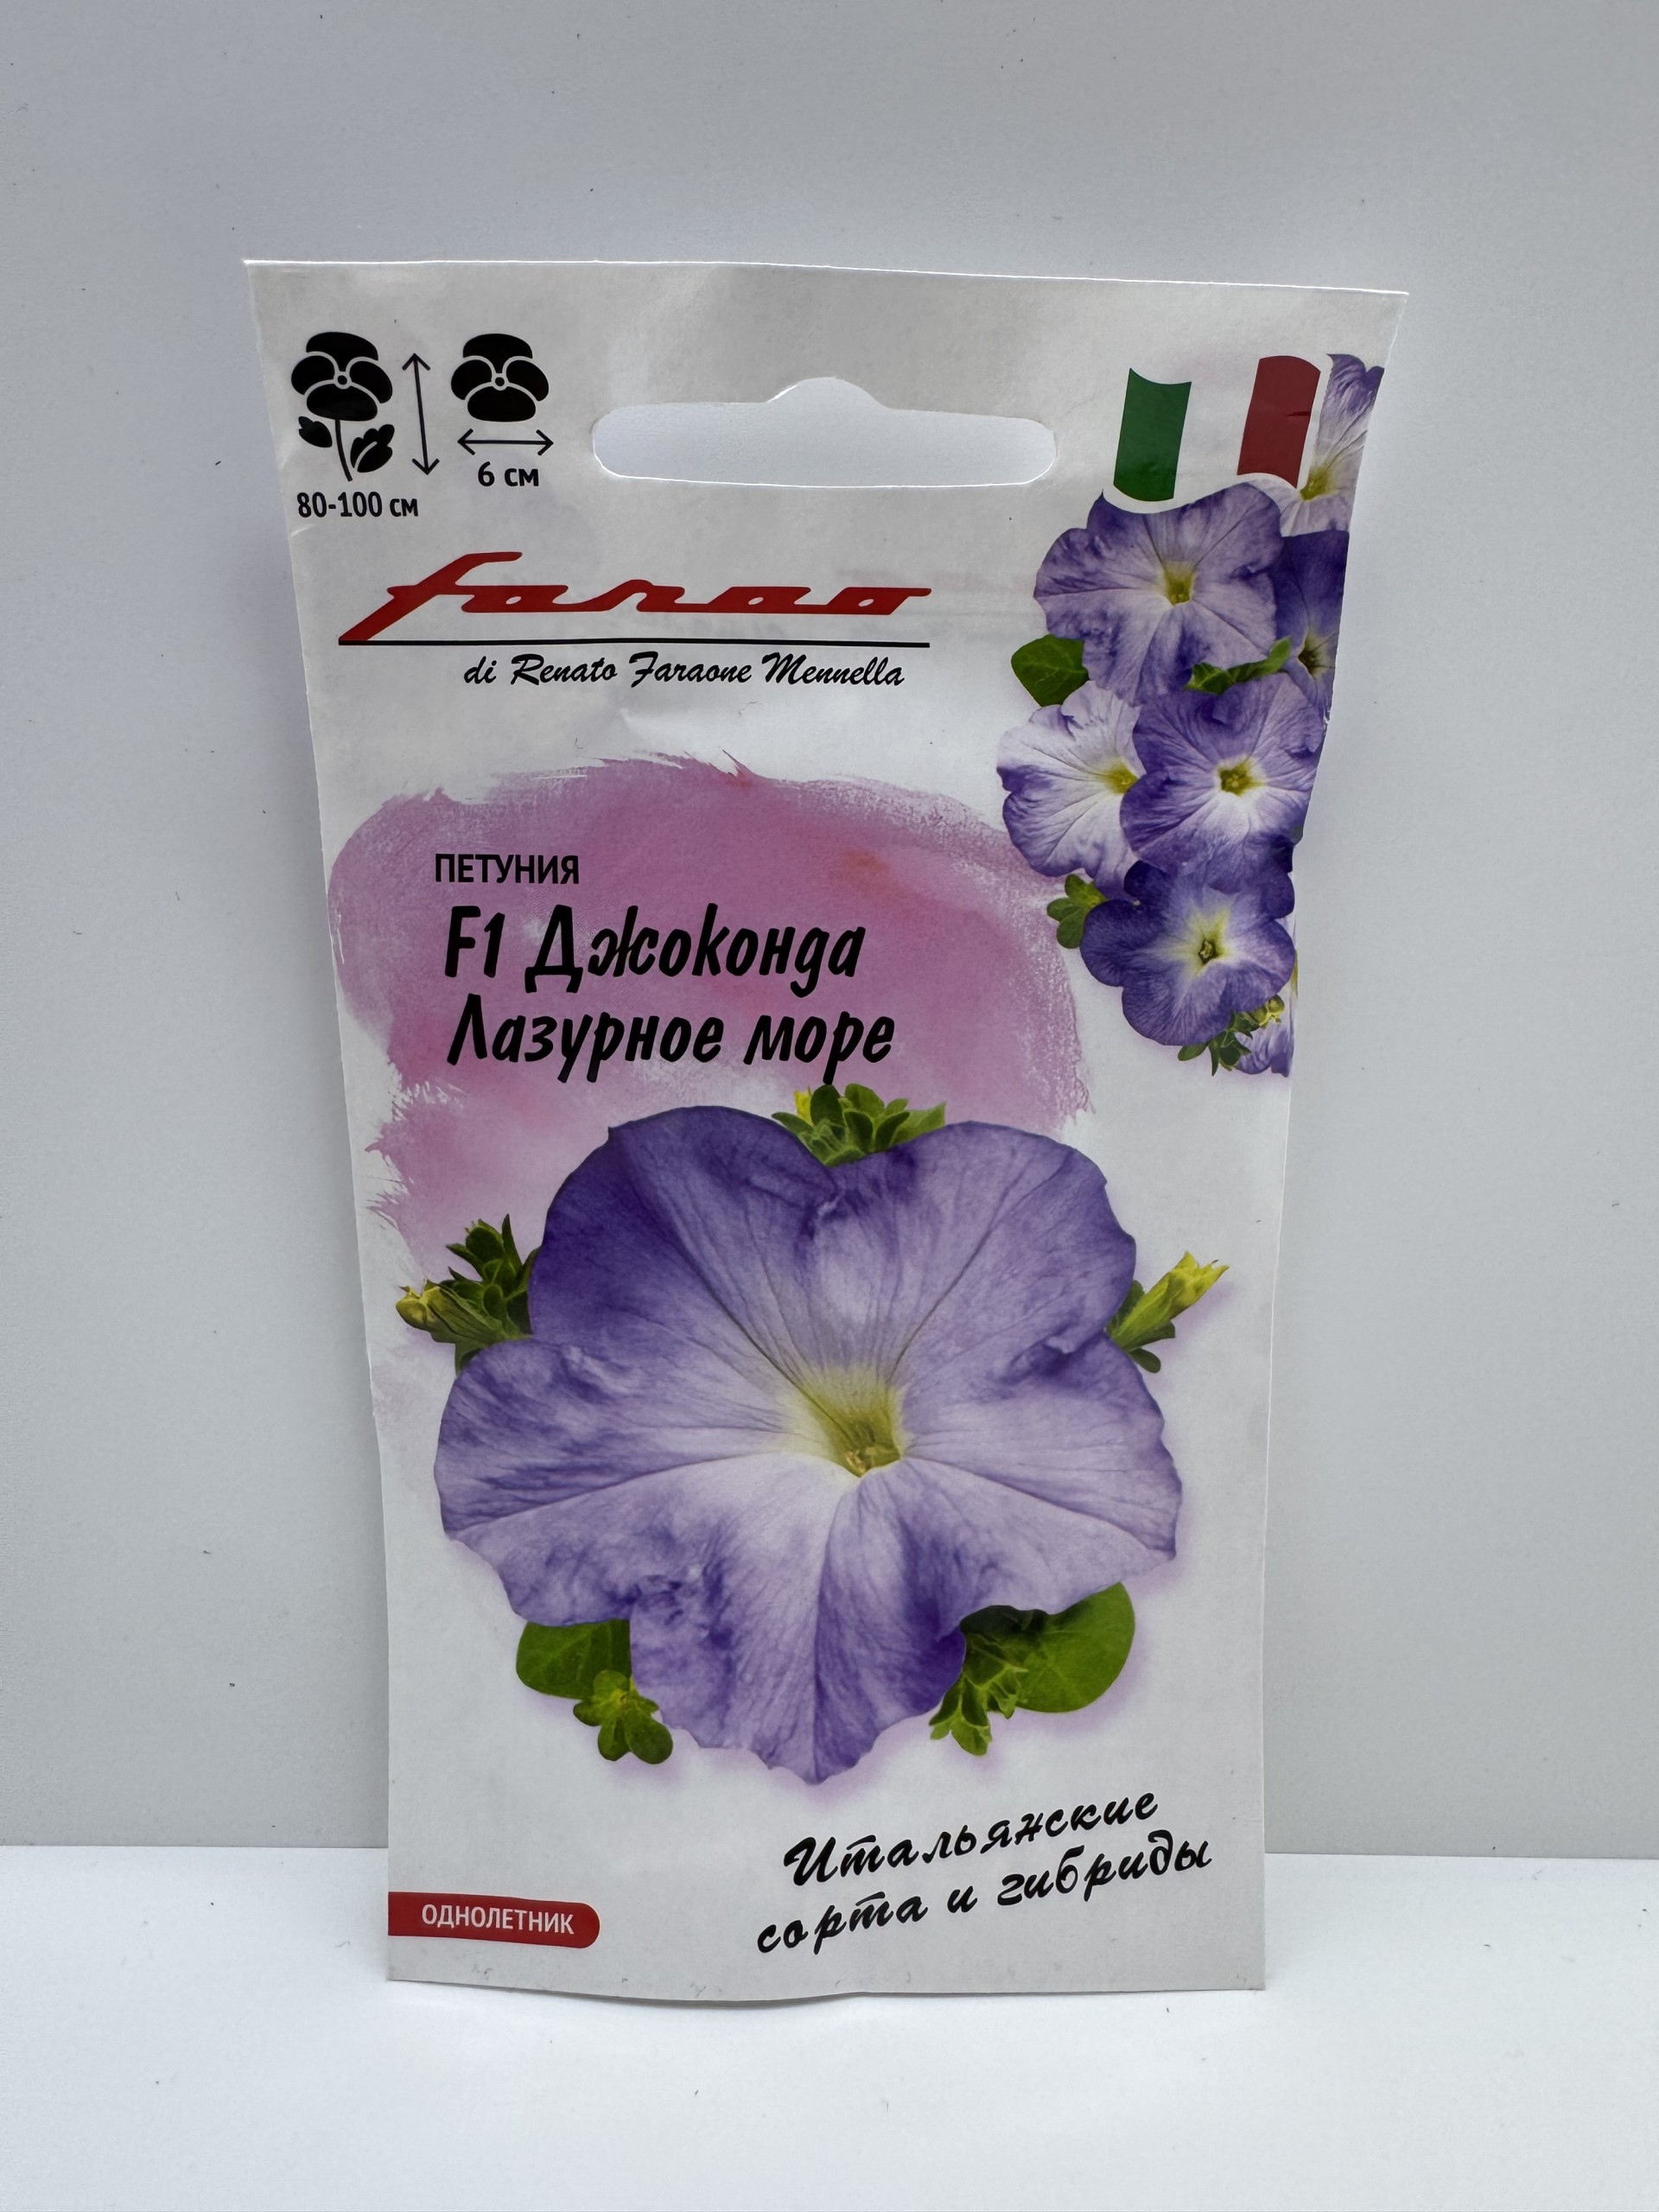 80-100 см
6 см
farao
di Renato Faraone Mennella
ПЕТУНИЯ
F1 Джоконда
Лазурное море
Итальянские
сорта и гибриды
ОДНОЛЕТНИК